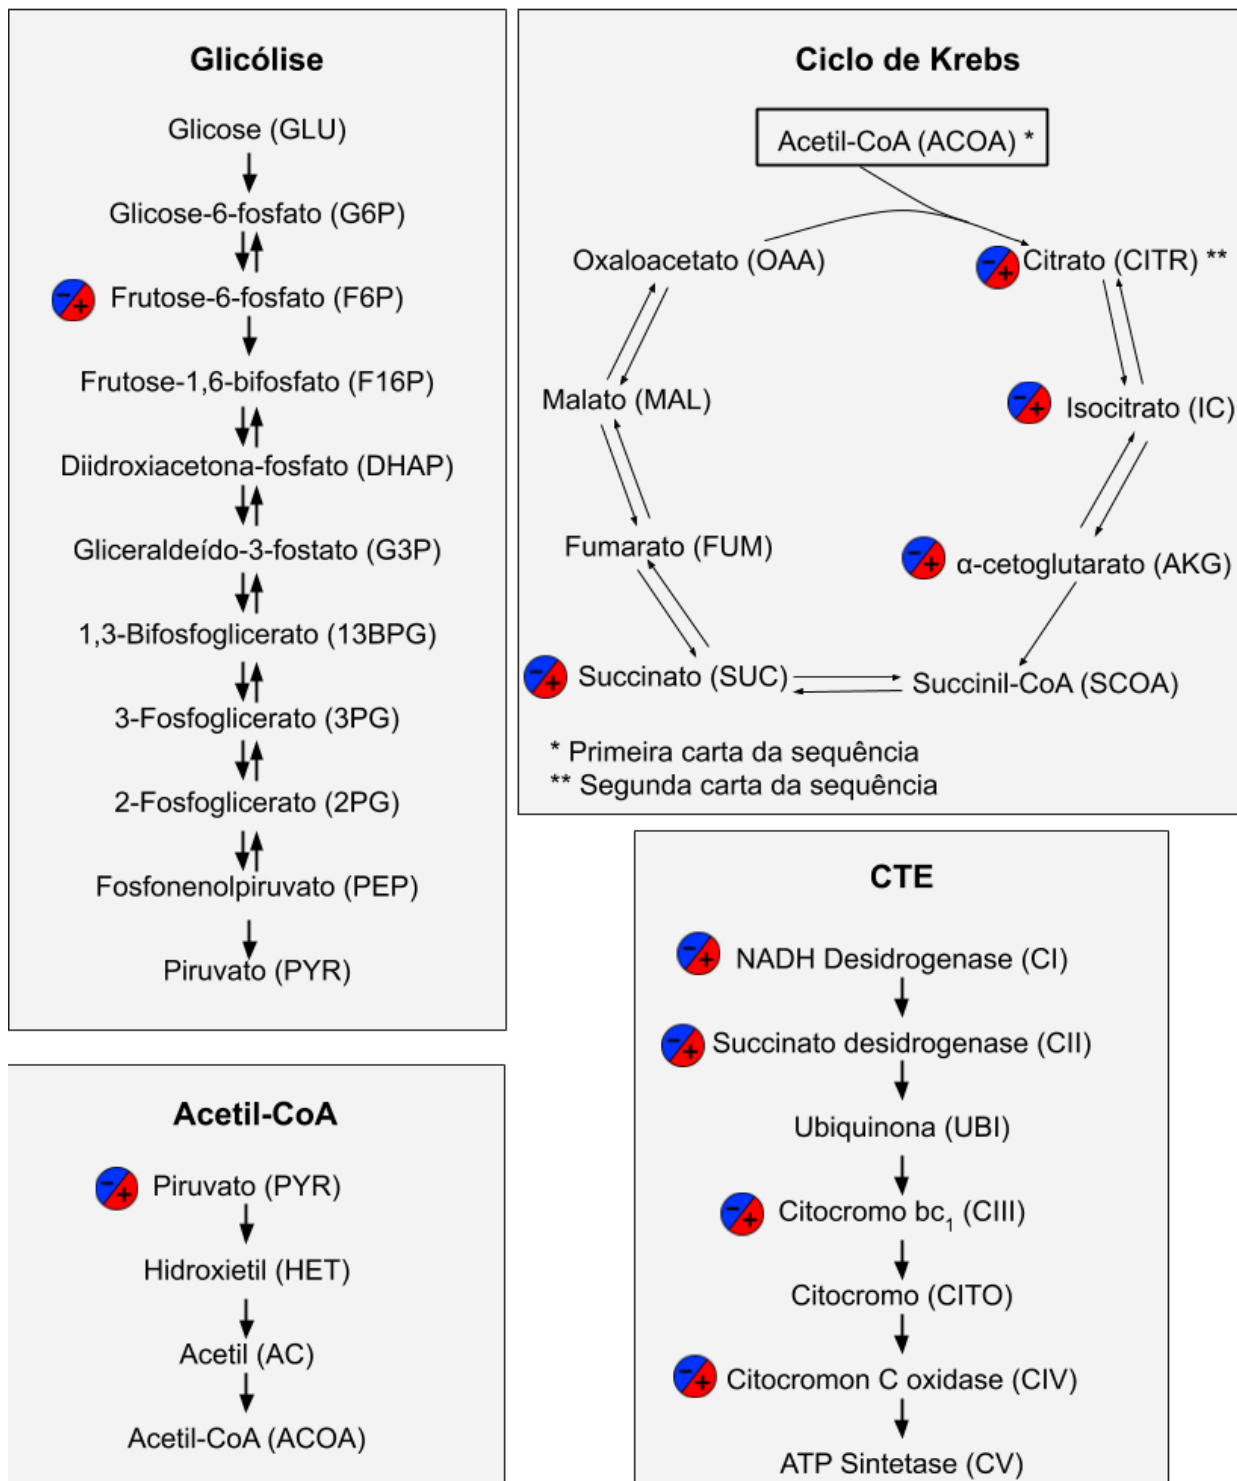 Glicólise
Glicose (GLU)
Glicose-6-fosfato (G6P)
- + Frutose-6-fosfato (F6P)
Frutose-1,6-bifosfato (F16P)
Diidroxiacetona-fosfato (DHAP)
Gliceraldeído-3-fostato (G3P)
1,3-Bifosfoglicerato (13BPG)
3-Fosfoglicerato (3PG)
2-Fosfoglicerato (2PG)
Fosfonenolpiruvato (PEP)
Piruvato (PYR)
Acetil-CoA
- + Piruvato (PYR)
Hidroxietil (HET)
Acetil (AC)
Acetil-CoA (ACOA)
Ciclo de Krebs
Acetil-CoA (ACOA) *
Oxaloacetato (OAA)
- + Citrato (CITR) **
Malato (MAL)
- + Isocitrato (IC)
Fumarato (FUM)
- + α-cetoglutarato (AKG)
- + Succinato (SUC)
Succinil-CoA (SCOA)
* Primeira carta da sequência
** Segunda carta da sequência
CTE
- + NADH Desidrogenase (CI)
- + Succinato desidrogenase (CII)
Ubiquinona (UBI)
- + Citocromo bc₁ (CIII)
Citocromo (CITO)
- + Citocromon C oxidase (CIV)
ATP Sintetase (CV)